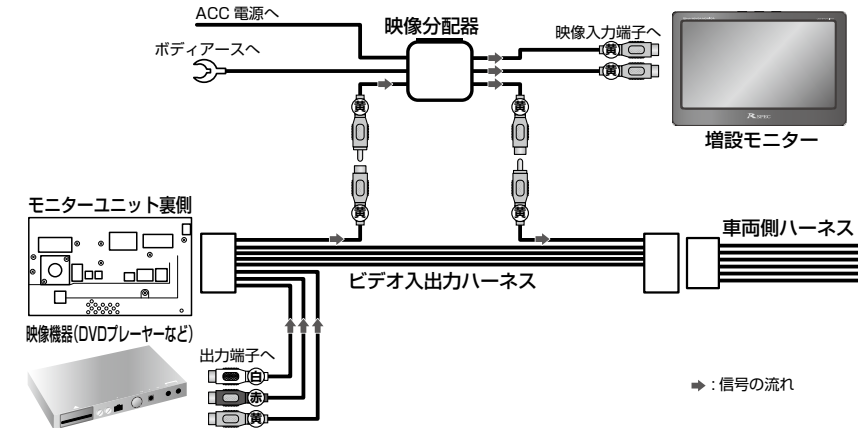 ACC 電源へ
映像分配器
映像入力端子へ
ボディアースへ
黄
黄
黄
黄
R SPEC
増設モニター
黄
黄
モニターユニット裏側
車両側ハーネス
ビデオ入出力ハーネス
映像機器(DVDプレーヤーなど)
出力端子へ
白
赤
黄
➡ : 信号の流れ